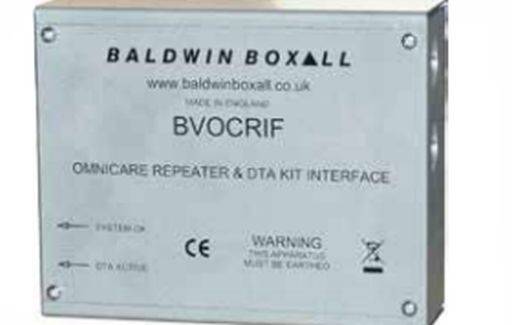 BALDWIN BOXALL
www.baldwinboxall.co.uk
MADE IN ENGLAND
BVOCRIF
OMNICARE REPEATER & DTA KIT INTERFACE
SYSTEM OK
CE
WARNING
THIS APPARATUS
MUST BE EARTHED
DTA ACTIVE